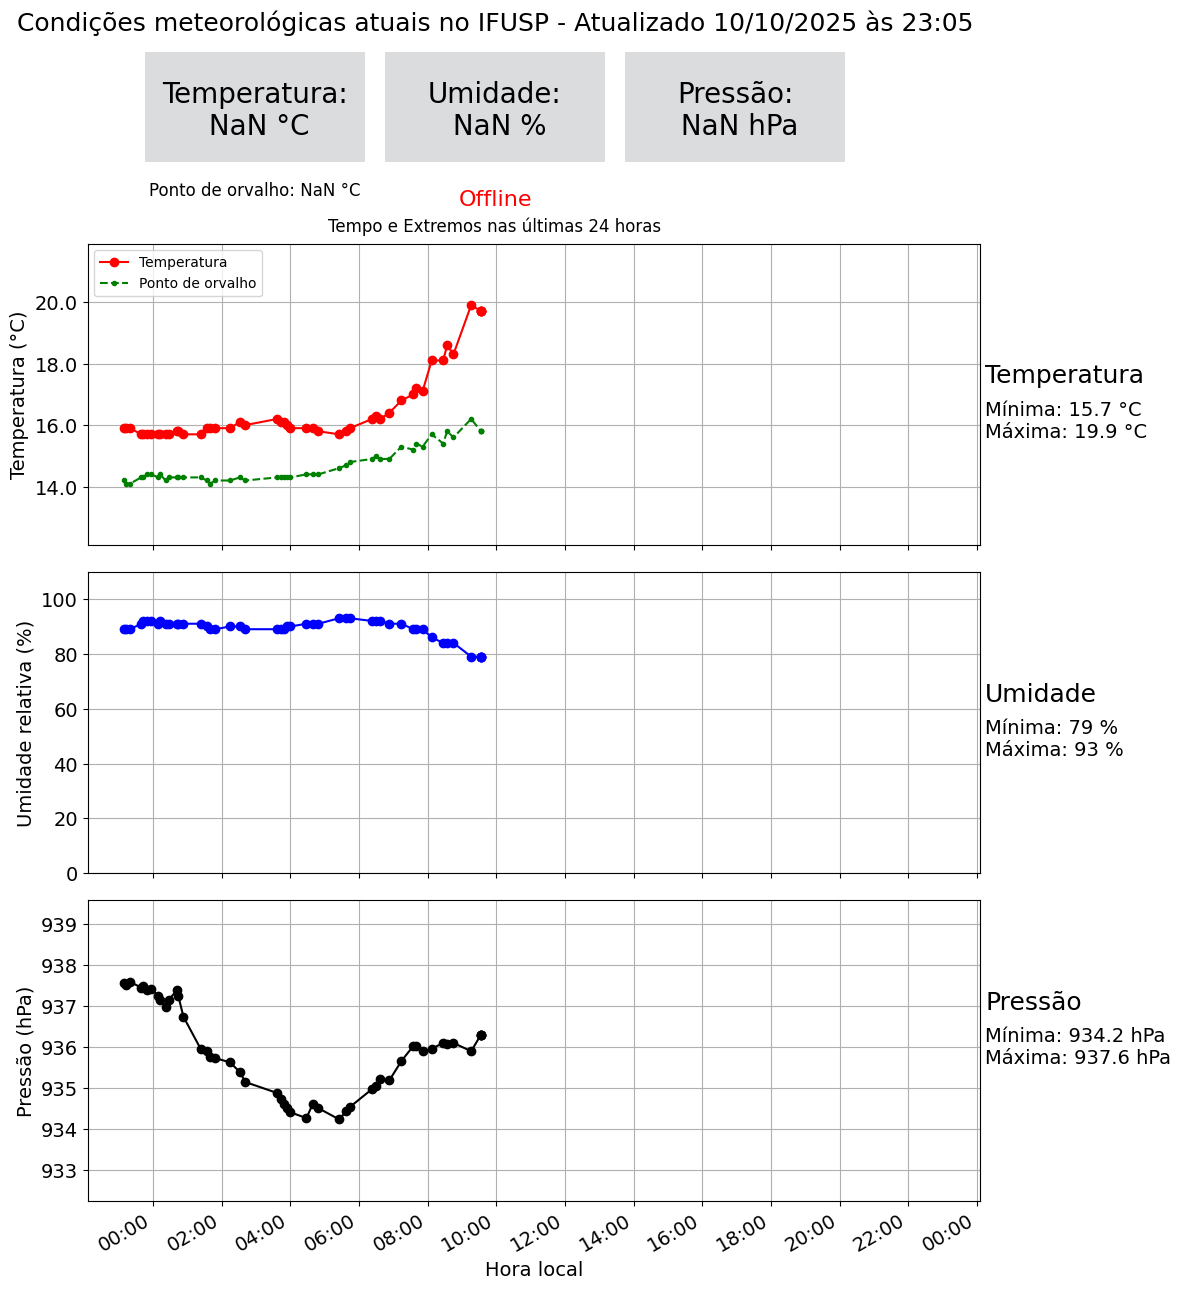 Condições meteorológicas atuais no IFUSP - Atualizado 10/10/2025 às 23:05
Temperatura:
NaN °C
Umidade:
NaN %
Pressão:
NaN hPa
Ponto de orvalho: NaN °C
Offline
Tempo e Extremos nas últimas 24 horas
Temperatura
Ponto de orvalho
Temperatura (°C)
20.0
18.0
16.0
14.0
Temperatura
Mínima: 15.7 °C
Máxima: 19.9 °C
Umidade relativa (%)
100
80
60
40
20
0
Umidade
Mínima: 79 %
Máxima: 93 %
Pressão (hPa)
939
938
937
936
935
934
933
Pressão
Mínima: 934.2 hPa
Máxima: 937.6 hPa
00:00 02:00 04:00 06:00 08:00 10:00 12:00 14:00 16:00 18:00 20:00 22:00 00:00
Hora local